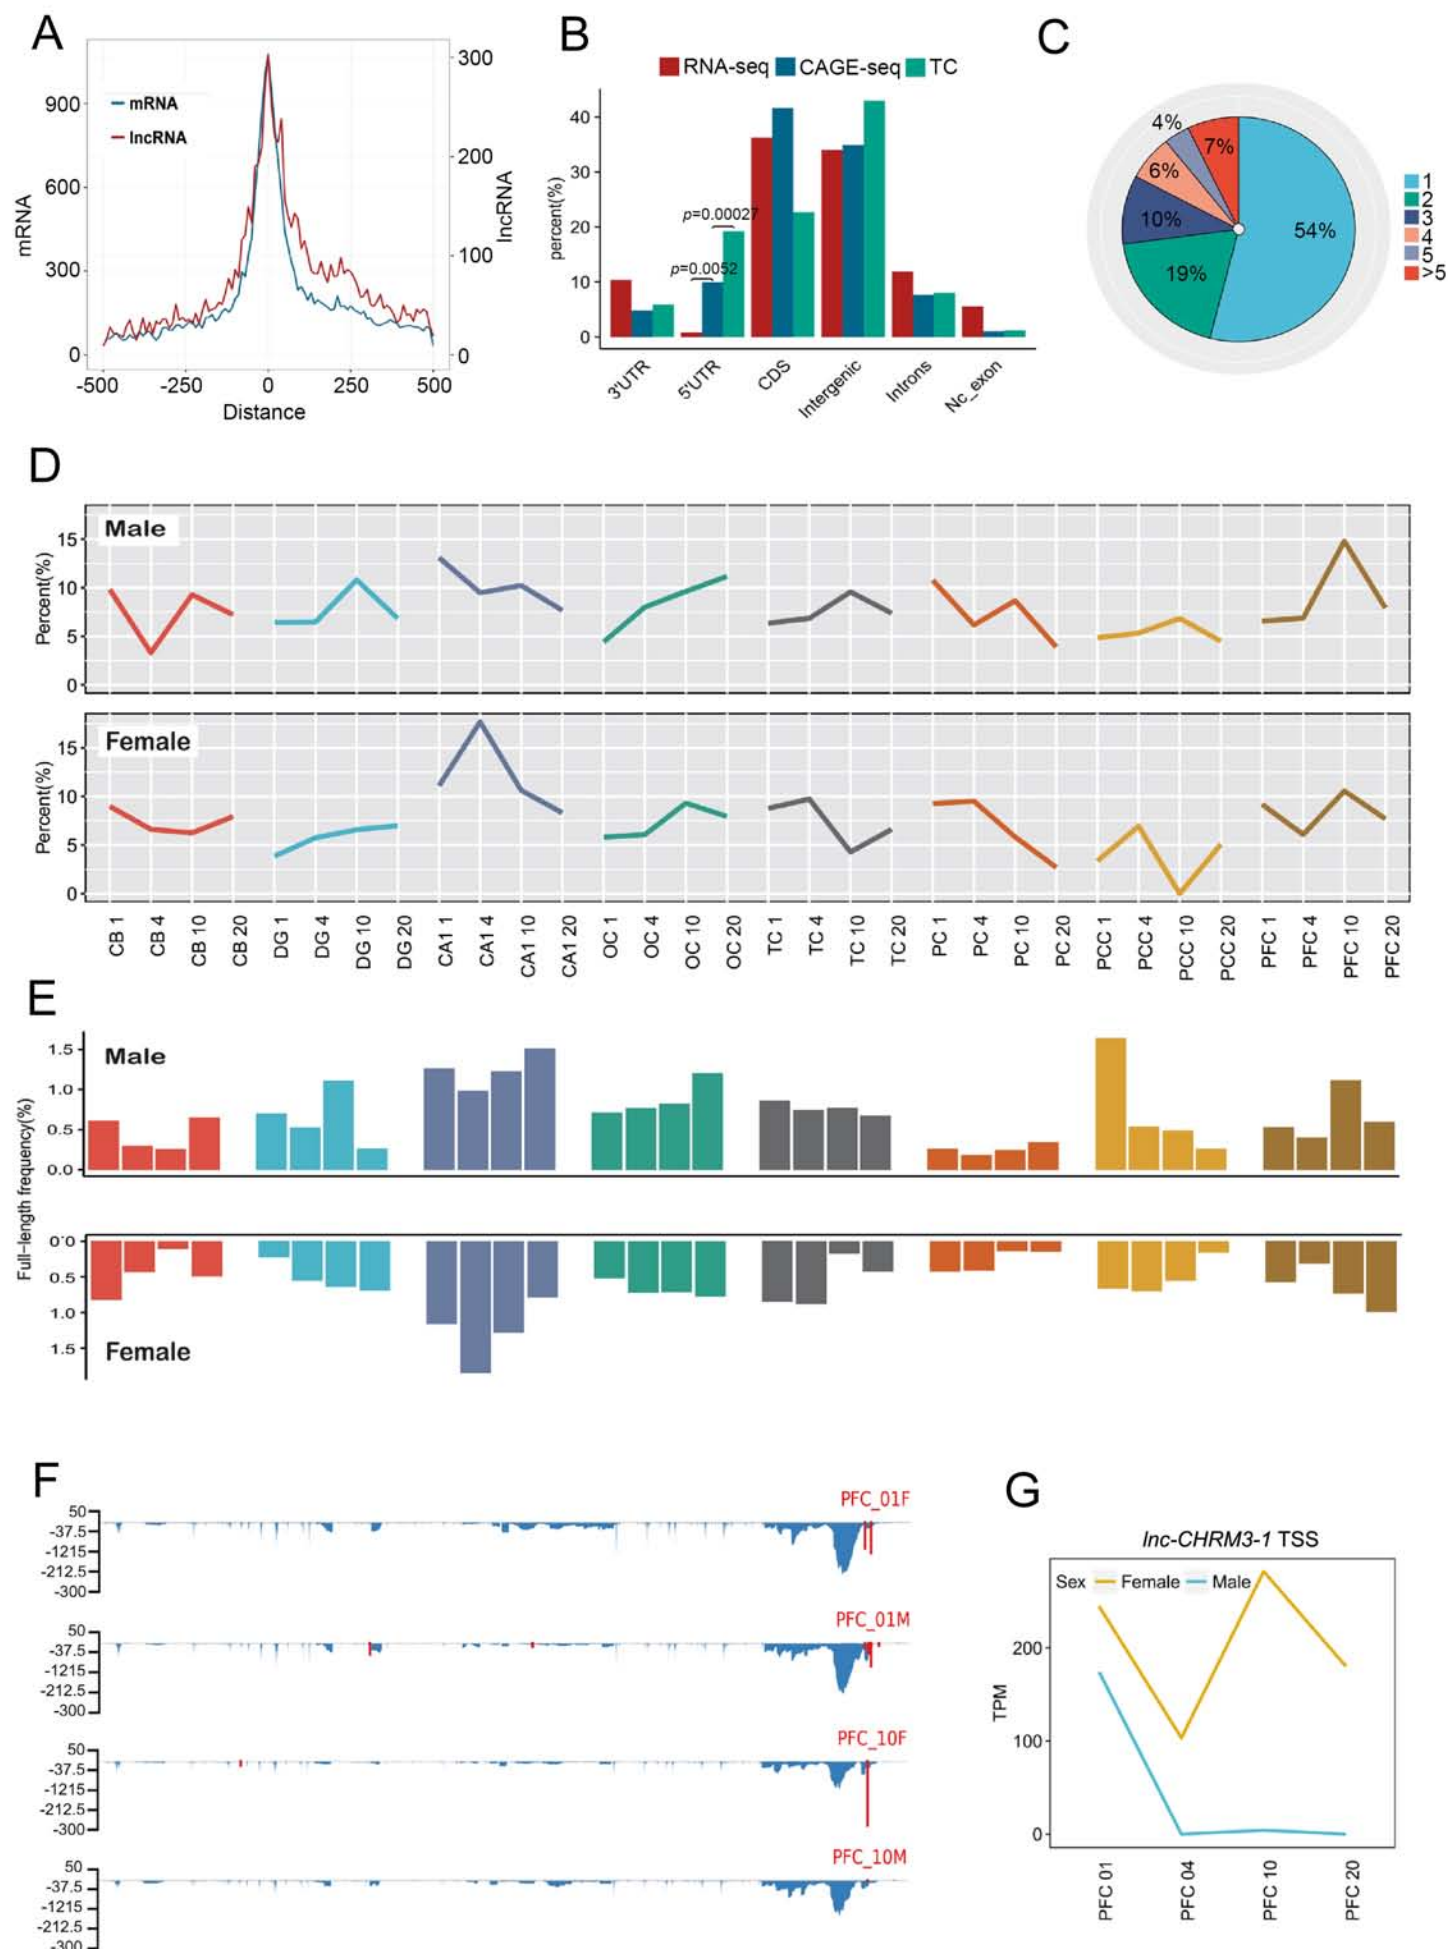 A
900
600
300
0
mRNA
mRNA
lncRNA
300
200
100
0
lncRNA
-500 -250 0 250 500
Distance
B
RNA-seq CAGE-seq TC
40
30
20
10
0
percent(%)
p=0.00027
p=0.0052
3'UTR 5'UTR CDS Intergenic Introns Nc_exon
C
4%
7%
6%
10%
54%
19%
1
2
3
4
5
>5
D
Male
15
10
5
0
Percent(%)
Female
15
10
5
0
Percent(%)
CB 1 CB 4 CB 10 CB 20 DG 1 DG 4 DG 10 DG 20 CA1 1 CA1 4 CA1 10 CA1 20 OC 1 OC 4 OC 10 OC 20 TC 1 TC 4 TC 10 TC 20 PC 1 PC 4 PC 10 PC 20 PCC 1 PCC 4 PCC 10 PCC 20 PFC 1 PFC 4 PFC 10 PFC 20
E
Male
1.5
1.0
0.5
0.0
Full-length frequency(%)
0.0
0.5
1.0
1.5
Female
F
PFC_01F
50
-37.5
-1215
-212.5
-300
PFC_01M
50
-37.5
-1215
-212.5
-300
PFC_10F
50
-37.5
-1215
-212.5
-300
PFC_10M
50
-37.5
-1215
-212.5
-300
G
lnc-CHRM3-1 TSS
Sex Female Male
200
100
0
TPM
PFC 01 PFC 04 PFC 10 PFC 20